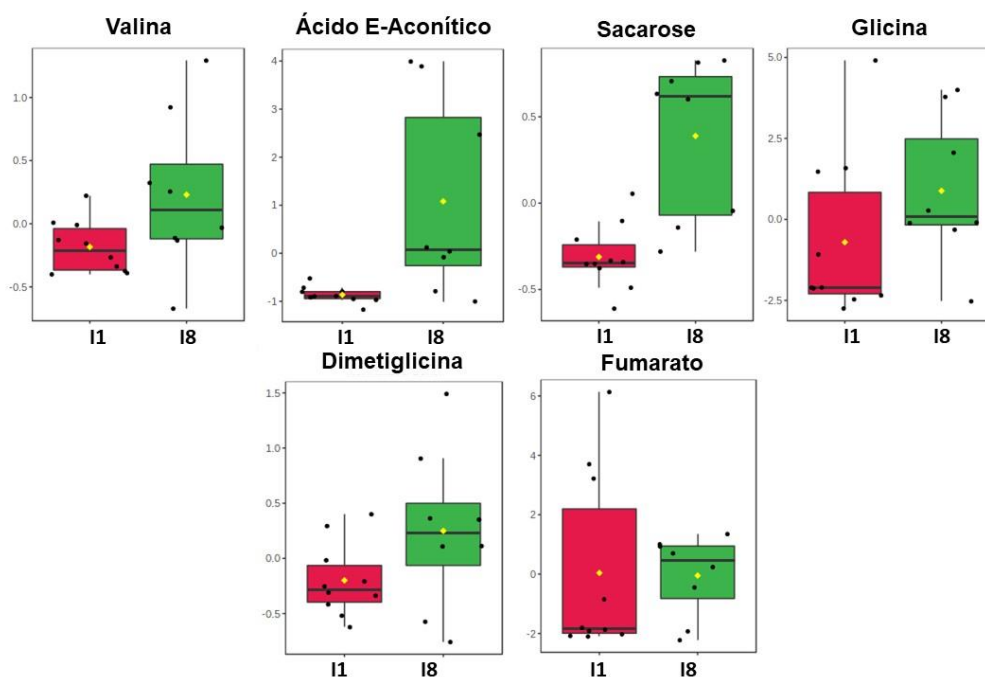 Valina
1.0
0.5
0.0
-0.5
I1 I8
Ácido E-Aconítico
4
3
2
1
0
-1
I1 I8
Sacarose
0.5
0.0
-0.5
I1 I8
Glicina
5.0
2.5
0.0
-2.5
I1 I8
Dimetiglicina
1.5
1.0
0.5
0.0
-0.5
I1 I8
Fumarato
6
4
2
0
-2
I1 I8